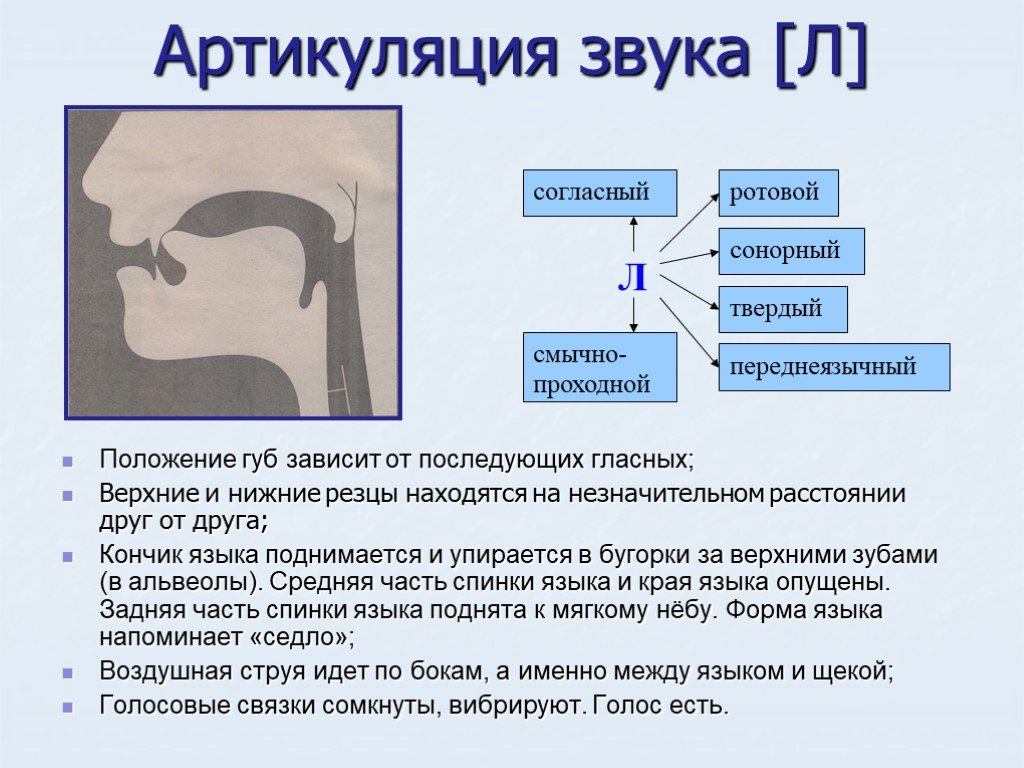 Артикуляция звука [Л]
согласный
ротовой
сонорный
Л
твердый
смычно-
проходной
переднеязычный
Положение губ зависит от последующих гласных;
Верхние и нижние резцы находятся на незначительном расстоянии
друг от друга;
Кончик языка поднимается и упирается в бугорки за верхними зубами
(в альвеолы). Средняя часть спинки языка и края языка опущены.
Задняя часть спинки языка поднята к мягкому нёбу. Форма языка
напоминает «седло»;
Воздушная струя идет по бокам, а именно между языком и щекой;
Голосовые связки сомкнуты, вибрируют. Голос есть.